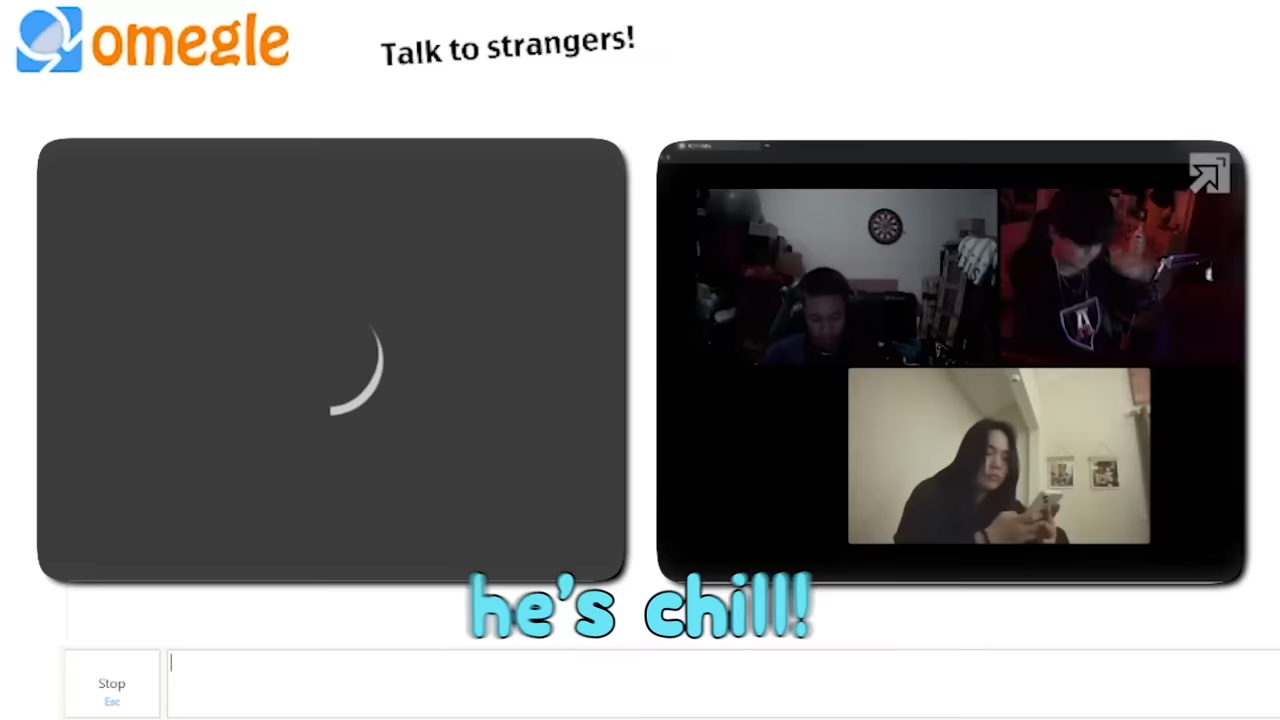 omegle
Talk to strangers!
A
he's chill!
Stop
Esc